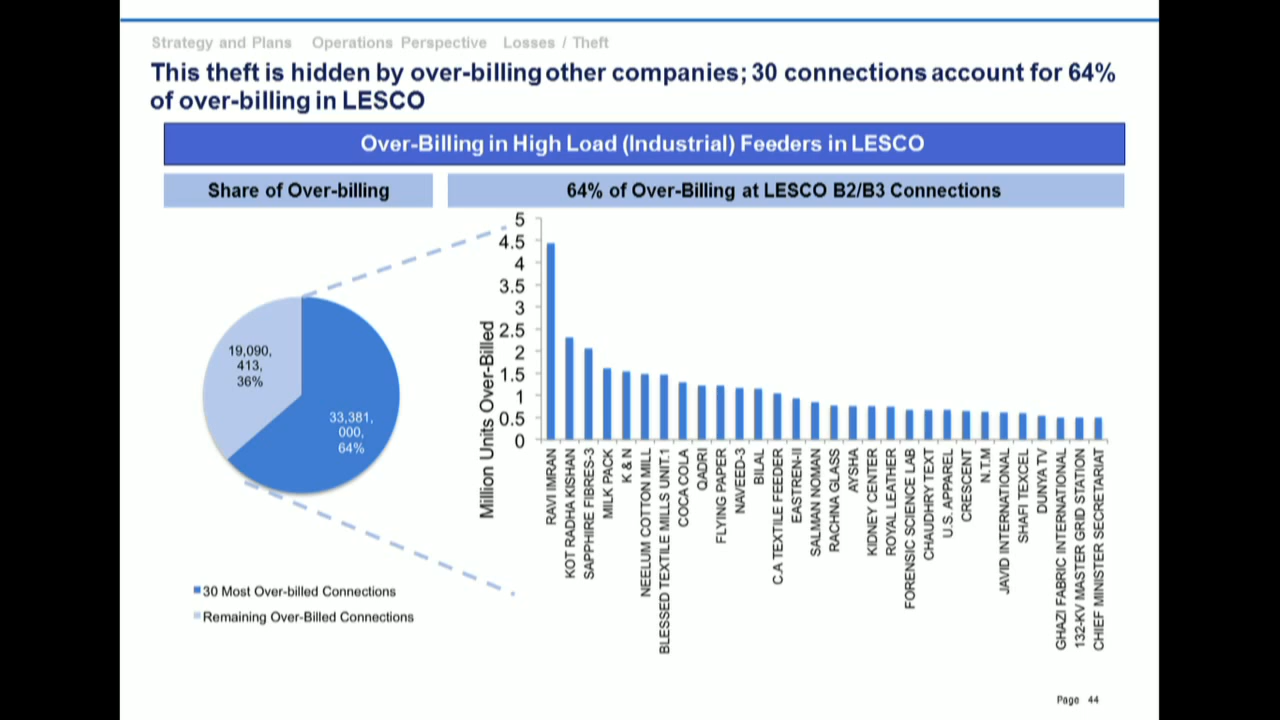 Strategy and Plans Operations Perspective Losses / Theft
This theft is hidden by over-billing other companies; 30 connections account for 64%
of over-billing in LESCO
Over-Billing in High Load (Industrial) Feeders in LESCO
Share of Over-billing
64% of Over-Billing at LESCO B2/B3 Connections
19,090,
413,
36%
33,381,
000,
64%
30 Most Over-billed Connections
Remaining Over-Billed Connections
Million Units Over-Billed
5
4.5
4
3.5
3
2.5
2
1.5
1
0.5
0
RAVI IMRAN
KOT RADHA KISHAN
SAPPHIRE FIBRES-3
MILK PACK
K & N
NEELUM COTTON MILL
BLESSED TEXTILE MILLS UNIT.1
COCA COLA
QADRI
FLYING PAPER
NAVEED-3
BILAL
C.A TEXTILE FEEDER
EASTREN-II
SALMAN NOMAN
RACHNA GLASS
AYSHA
KIDNEY CENTER
ROYAL LEATHER
FORENSIC SCIENCE LAB
CHAUDHRY TEXT
U.S. APPAREL
CRESCENT
N.T.M
JAVID INTERNATIONAL
SHAFI TEXCEL
DUNYA TV
GHAZI FABRIC INTERNATIONAL
132-KV MASTER GRID STATION
CHIEF MINISTER SECRETARIAT
Page 44